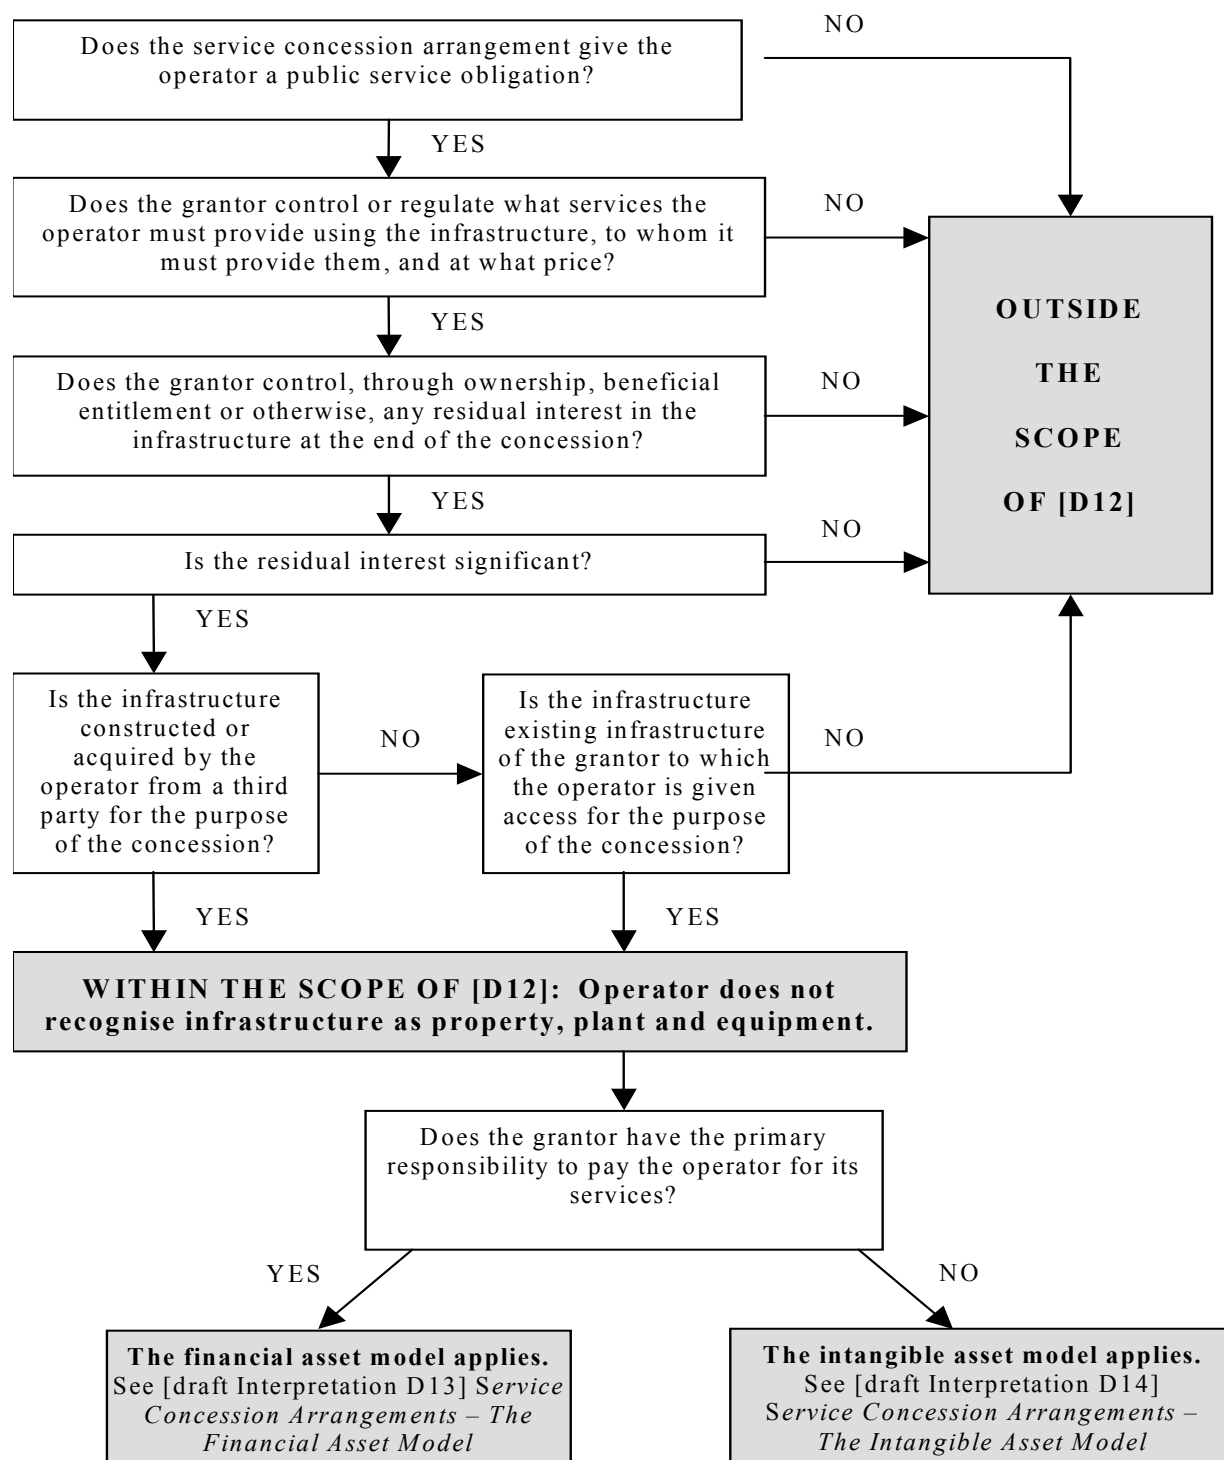 Does the service concession arrangement give the
operator a public service obligation?
NO
YES
Does the grantor control or regulate what services the
operator must provide using the infrastructure, to whom it
must provide them, and at what price?
NO
YES
Does the grantor control, through ownership, beneficial
entitlement or otherwise, any residual interest in the
infrastructure at the end of the concession?
NO
YES
Is the residual interest significant?
NO
YES
OUTSIDE
THE
SCOPE
OF [D12]
Is the infrastructure
constructed or
acquired by the
operator from a third
party for the purpose
of the concession?
NO
Is the infrastructure
existing infrastructure
of the grantor to which
the operator is given
access for the purpose
of the concession?
NO
YES
YES
WITHIN THE SCOPE OF [D12]: Operator does not
recognise infrastructure as property, plant and equipment.
Does the grantor have the primary
responsibility to pay the operator for its
services?
YES
NO
The financial asset model applies.
See [draft Interpretation D13] Service
Concession Arrangements – The
Financial Asset Model
The intangible asset model applies.
See [draft Interpretation D14]
Service Concession Arrangements –
The Intangible Asset Model